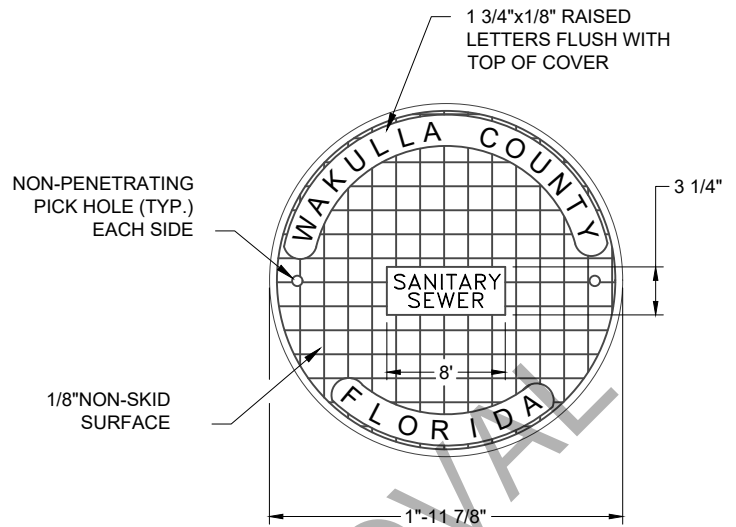 1 3/4"x1/8" RAISED
LETTERS FLUSH WITH
TOP OF COVER
WAKULLA COUNTY
NON-PENETRATING
PICK HOLE (TYP.)
EACH SIDE
3 1/4"
SANITARY
SEWER
8'
1/8"NON-SKID
SURFACE
FLORIDA
1"-11 7/8"
OVAL